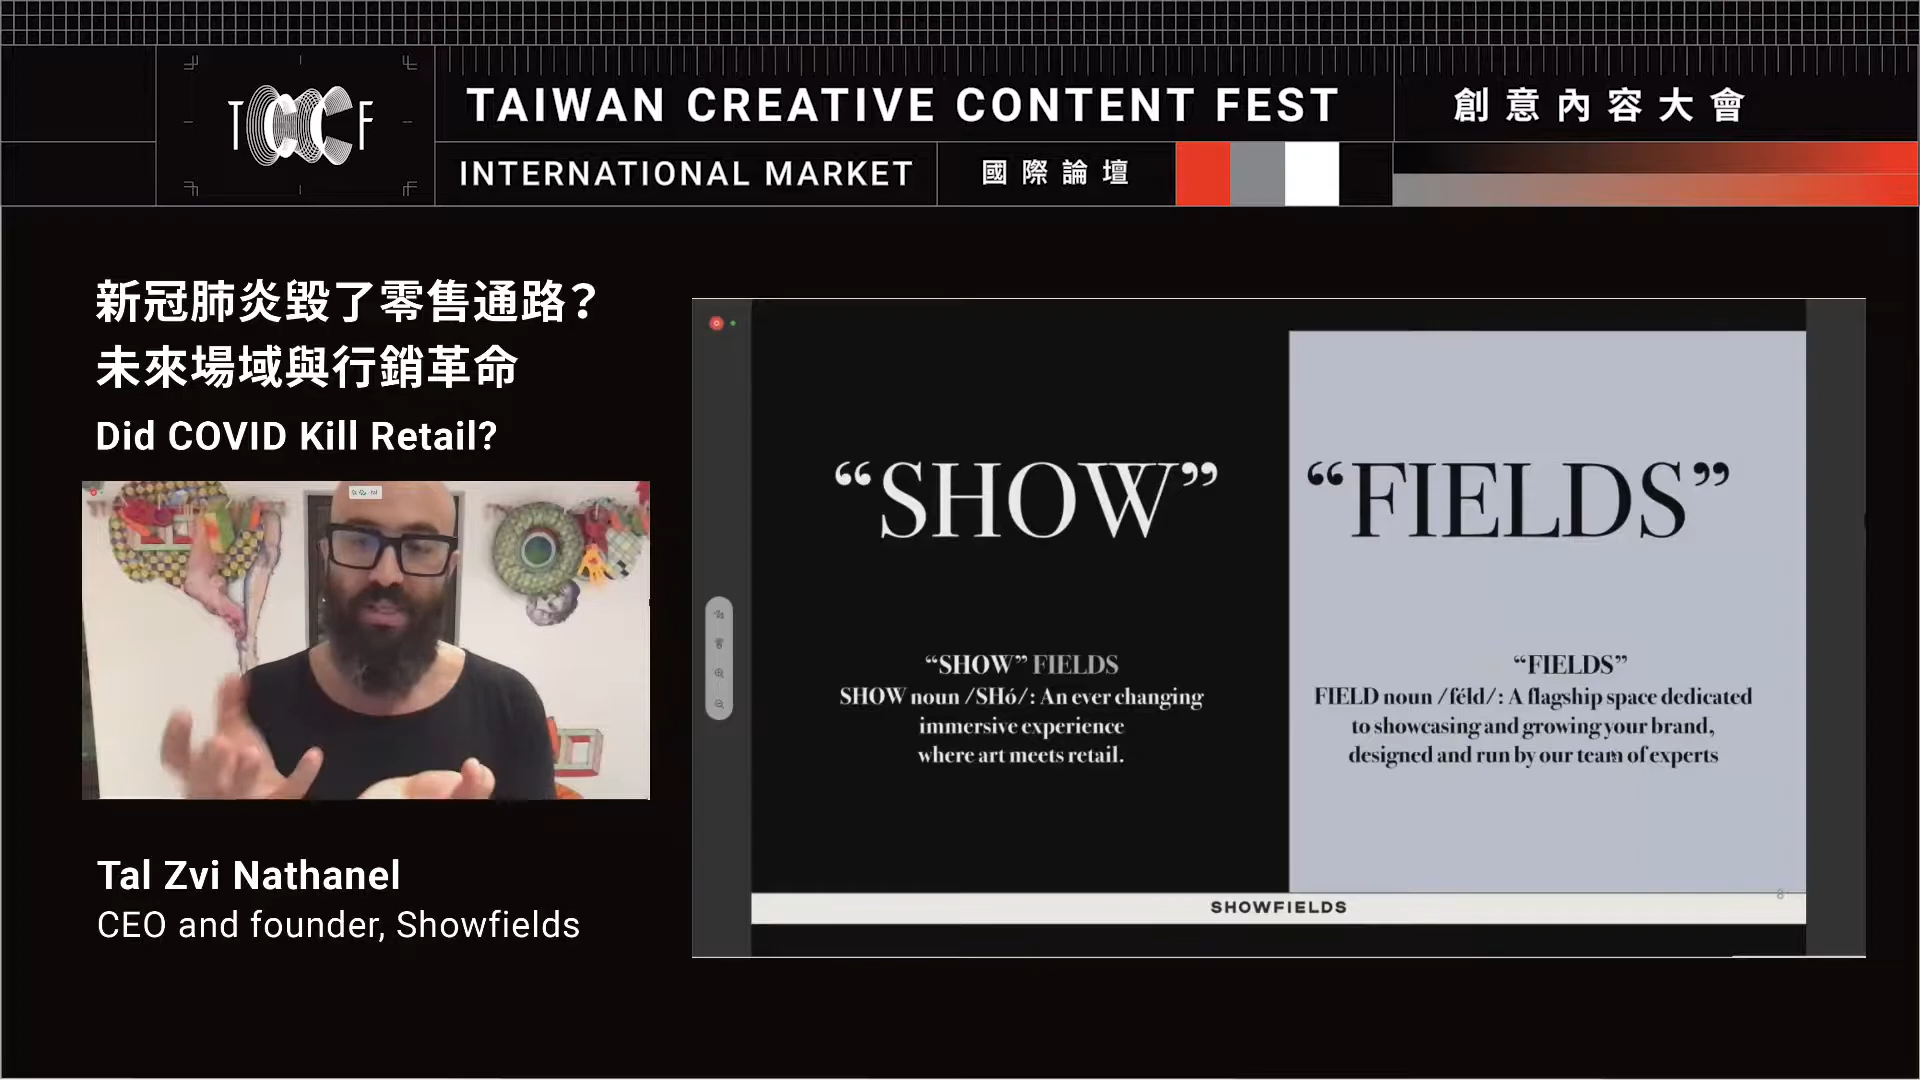 TCCF
TAIWAN CREATIVE CONTENT FEST
創意內容大會
INTERNATIONAL MARKET
國際論壇
新冠肺炎毀了零售通路?
未來場域與行銷革命
Did COVID Kill Retail?
Tal Zvi Nathanel
CEO and founder, Showfields
“SHOW”
“SHOW” FIELDS
SHOW noun /SHó/: An ever changing
immersive experience
where art meets retail.
“FIELDS”
“FIELDS”
FIELD noun /féld/: A flagship space dedicated
to showcasing and growing your brand,
designed and run by our team of experts
8
SHOWFIELDS